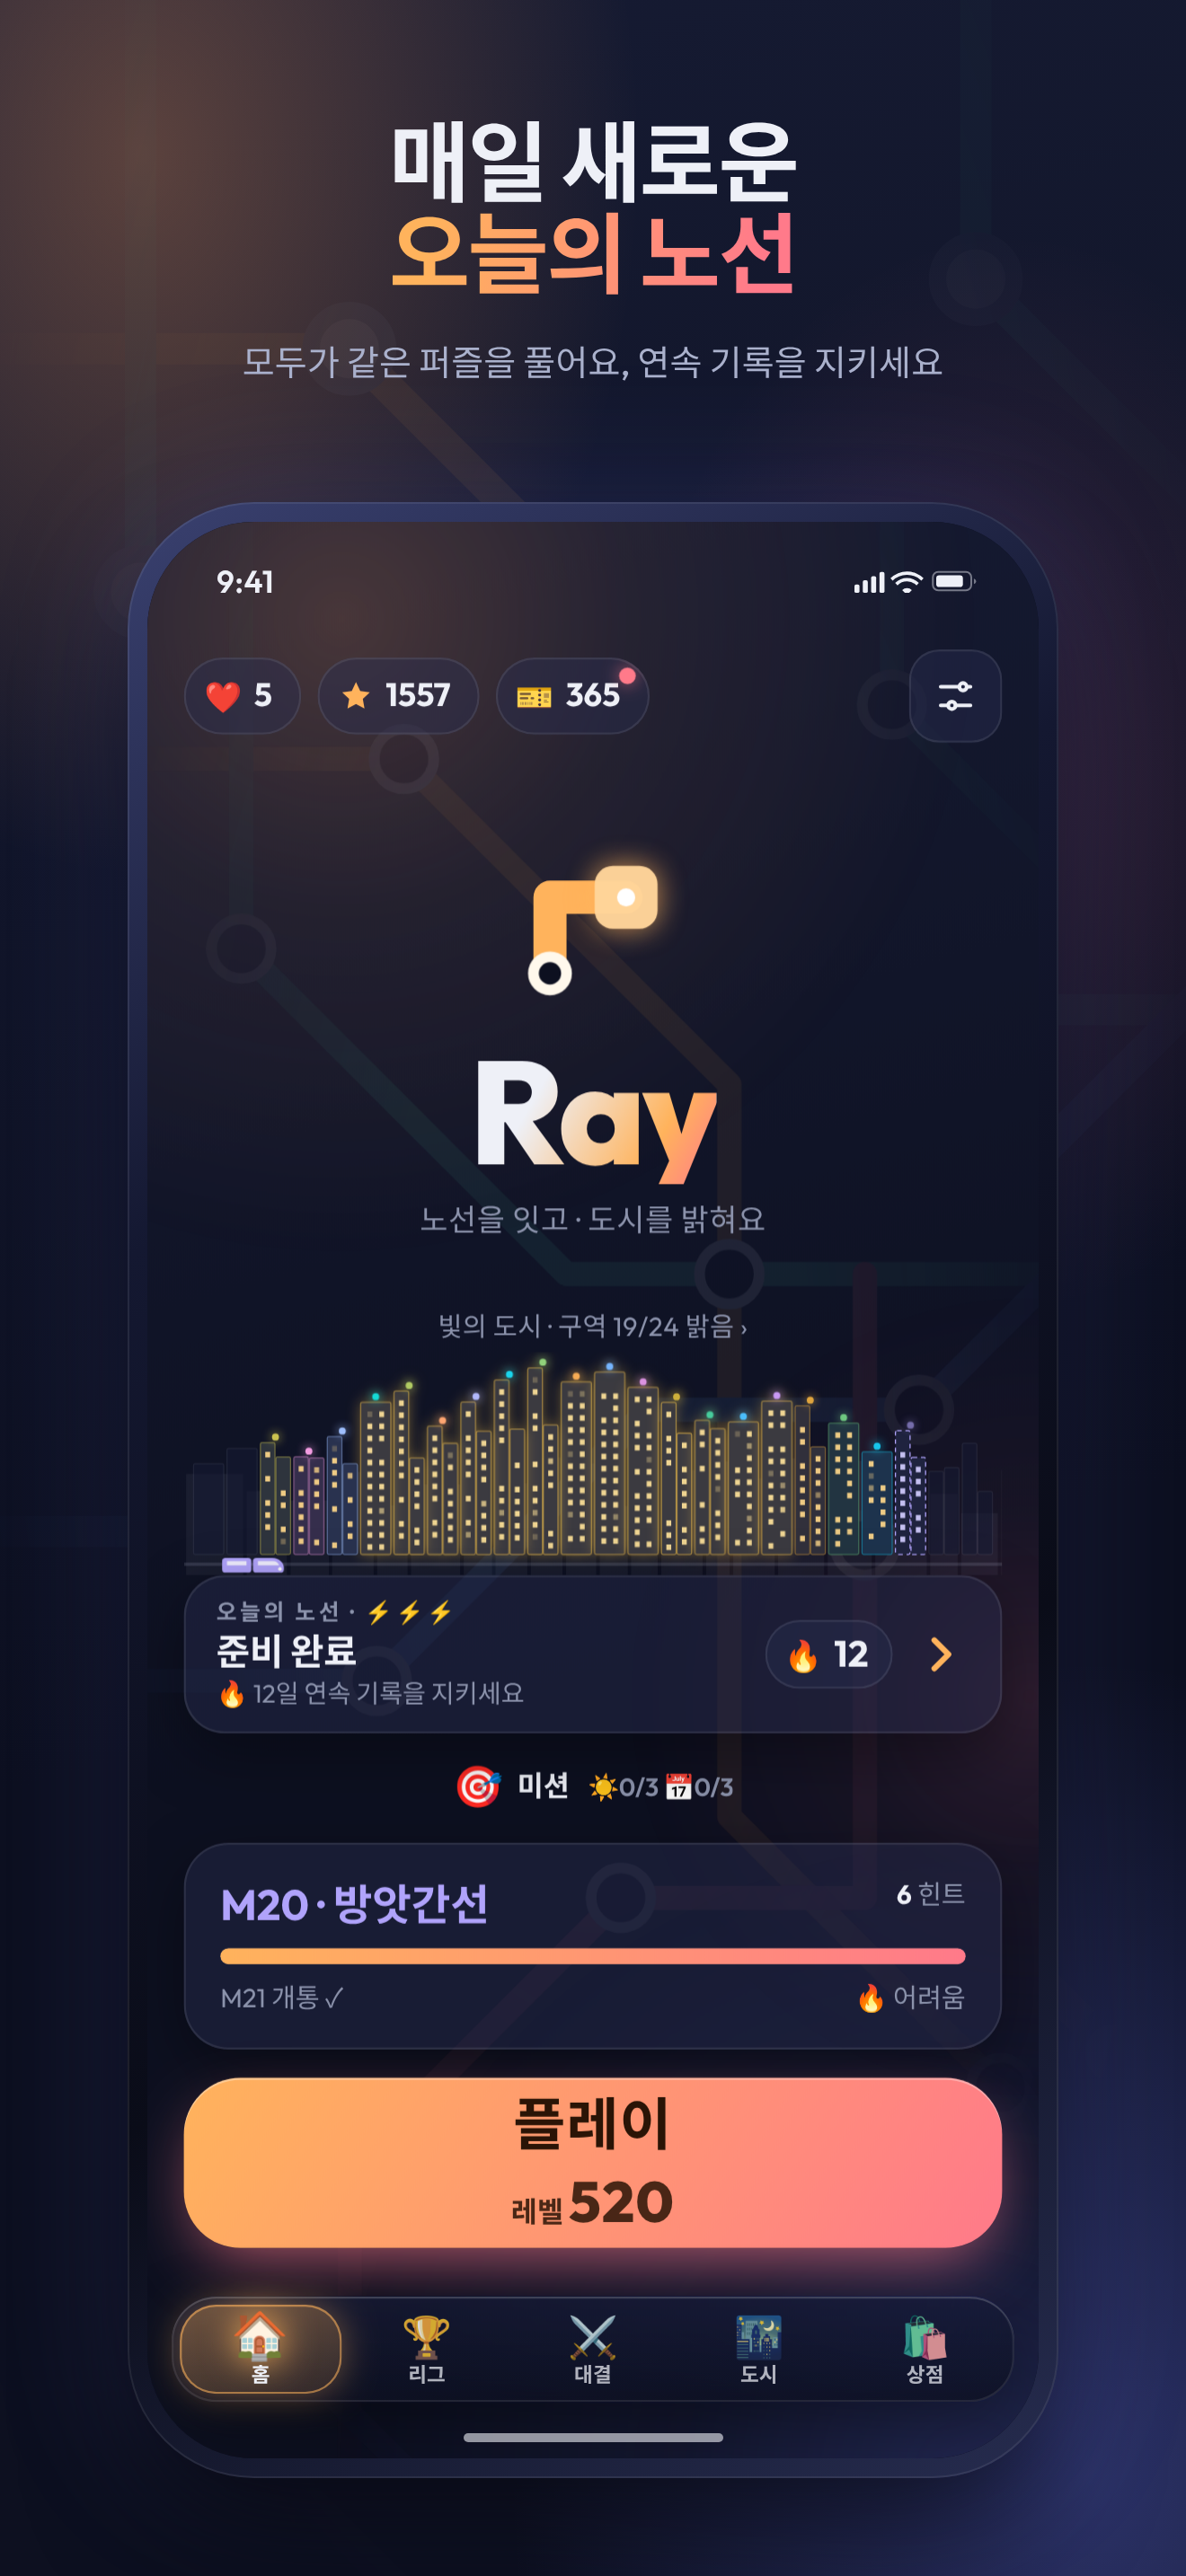 매일 새로운
오늘의 노선
모두가 같은 퍼즐을 풀어요, 연속 기록을 지키세요
9:41
❤️ 5 ★ 1557 🎫 365
Ray
노선을 잇고 · 도시를 밝혀요
빛의 도시 · 구역 19/24 밝음 ›
오늘의 노선 · ⚡⚡⚡
준비 완료
🔥 12일 연속 기록을 지키세요
🔥 12
🎯 미션 ☀️0/3 📅0/3
M20 · 방앗간선
6 힌트
M21 개통 ✓
🔥 어려움
플레이
레벨 520
홈 리그 대결 도시 상점